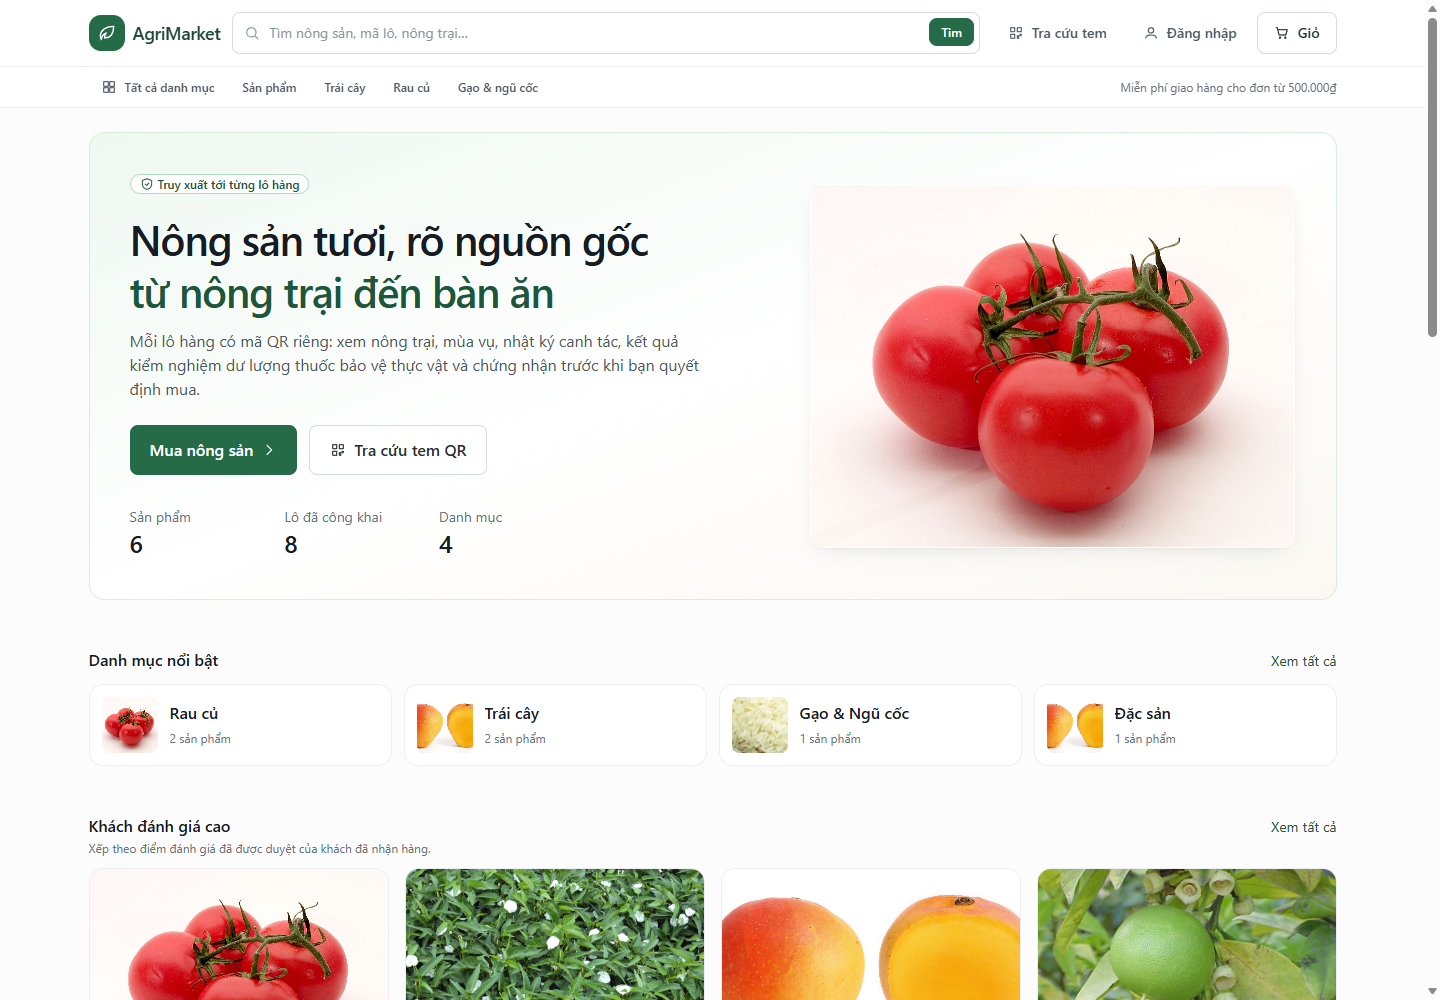 AgriMarket
Tìm nông sản, mã lô, nông trại...
Tìm
Tra cứu tem
Đăng nhập
Giỏ
Tất cả danh mục
Sản phẩm
Trái cây
Rau củ
Gạo & ngũ cốc
Miễn phí giao hàng cho đơn từ 500.000₫
Truy xuất tới từng lô hàng
Nông sản tươi, rõ nguồn gốc
từ nông trại đến bàn ăn
Mỗi lô hàng có mã QR riêng: xem nông trại, mùa vụ, nhật ký canh tác, kết quả
kiểm nghiệm dư lượng thuốc bảo vệ thực vật và chứng nhận trước khi bạn quyết
định mua.
Mua nông sản
Tra cứu tem QR
Sản phẩm
6
Lô đã công khai
8
Danh mục
4
Danh mục nổi bật
Xem tất cả
Rau củ
2 sản phẩm
Trái cây
2 sản phẩm
Gạo & Ngũ cốc
1 sản phẩm
Đặc sản
1 sản phẩm
Khách đánh giá cao
Xem tất cả
Xếp theo điểm đánh giá đã được duyệt của khách đã nhận hàng.